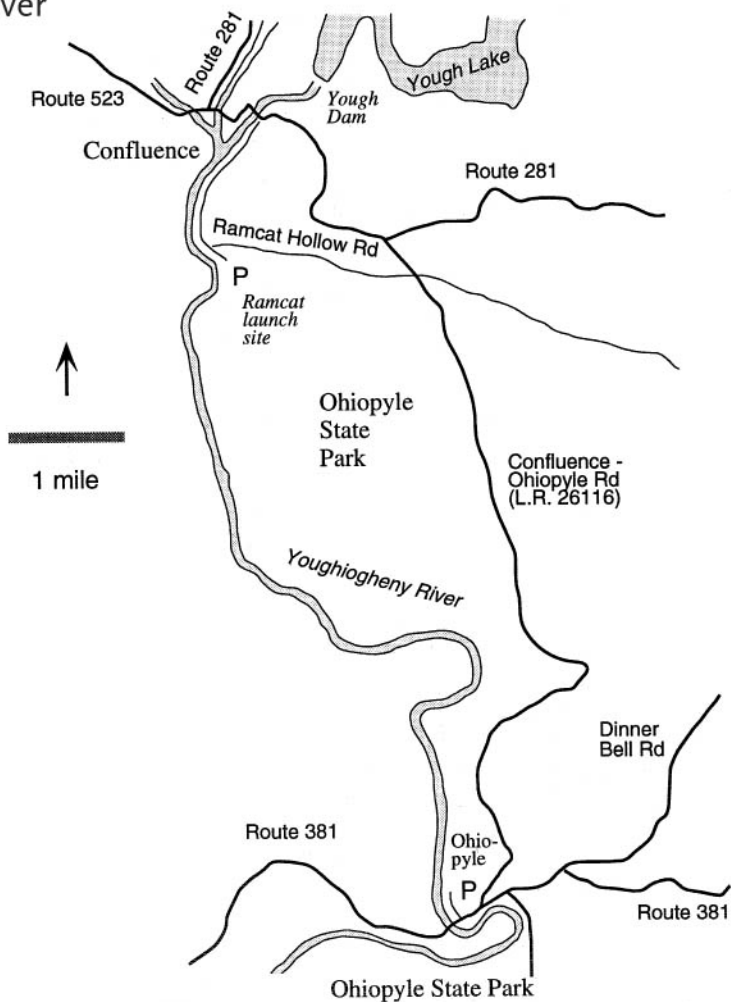 ver
Route 281
Yough Lake
Route 523
Yough
Dam
Confluence
Route 281
Ramcat Hollow Rd
P
Ramcat
launch
site
Ohiopyle
State
Park
1 mile
Confluence -
Ohiopyle Rd
(L.R. 26116)
Youghiogheny River
Dinner
Bell Rd
Route 381
Ohio-
pyle
P
Route 381
Ohiopyle State Park